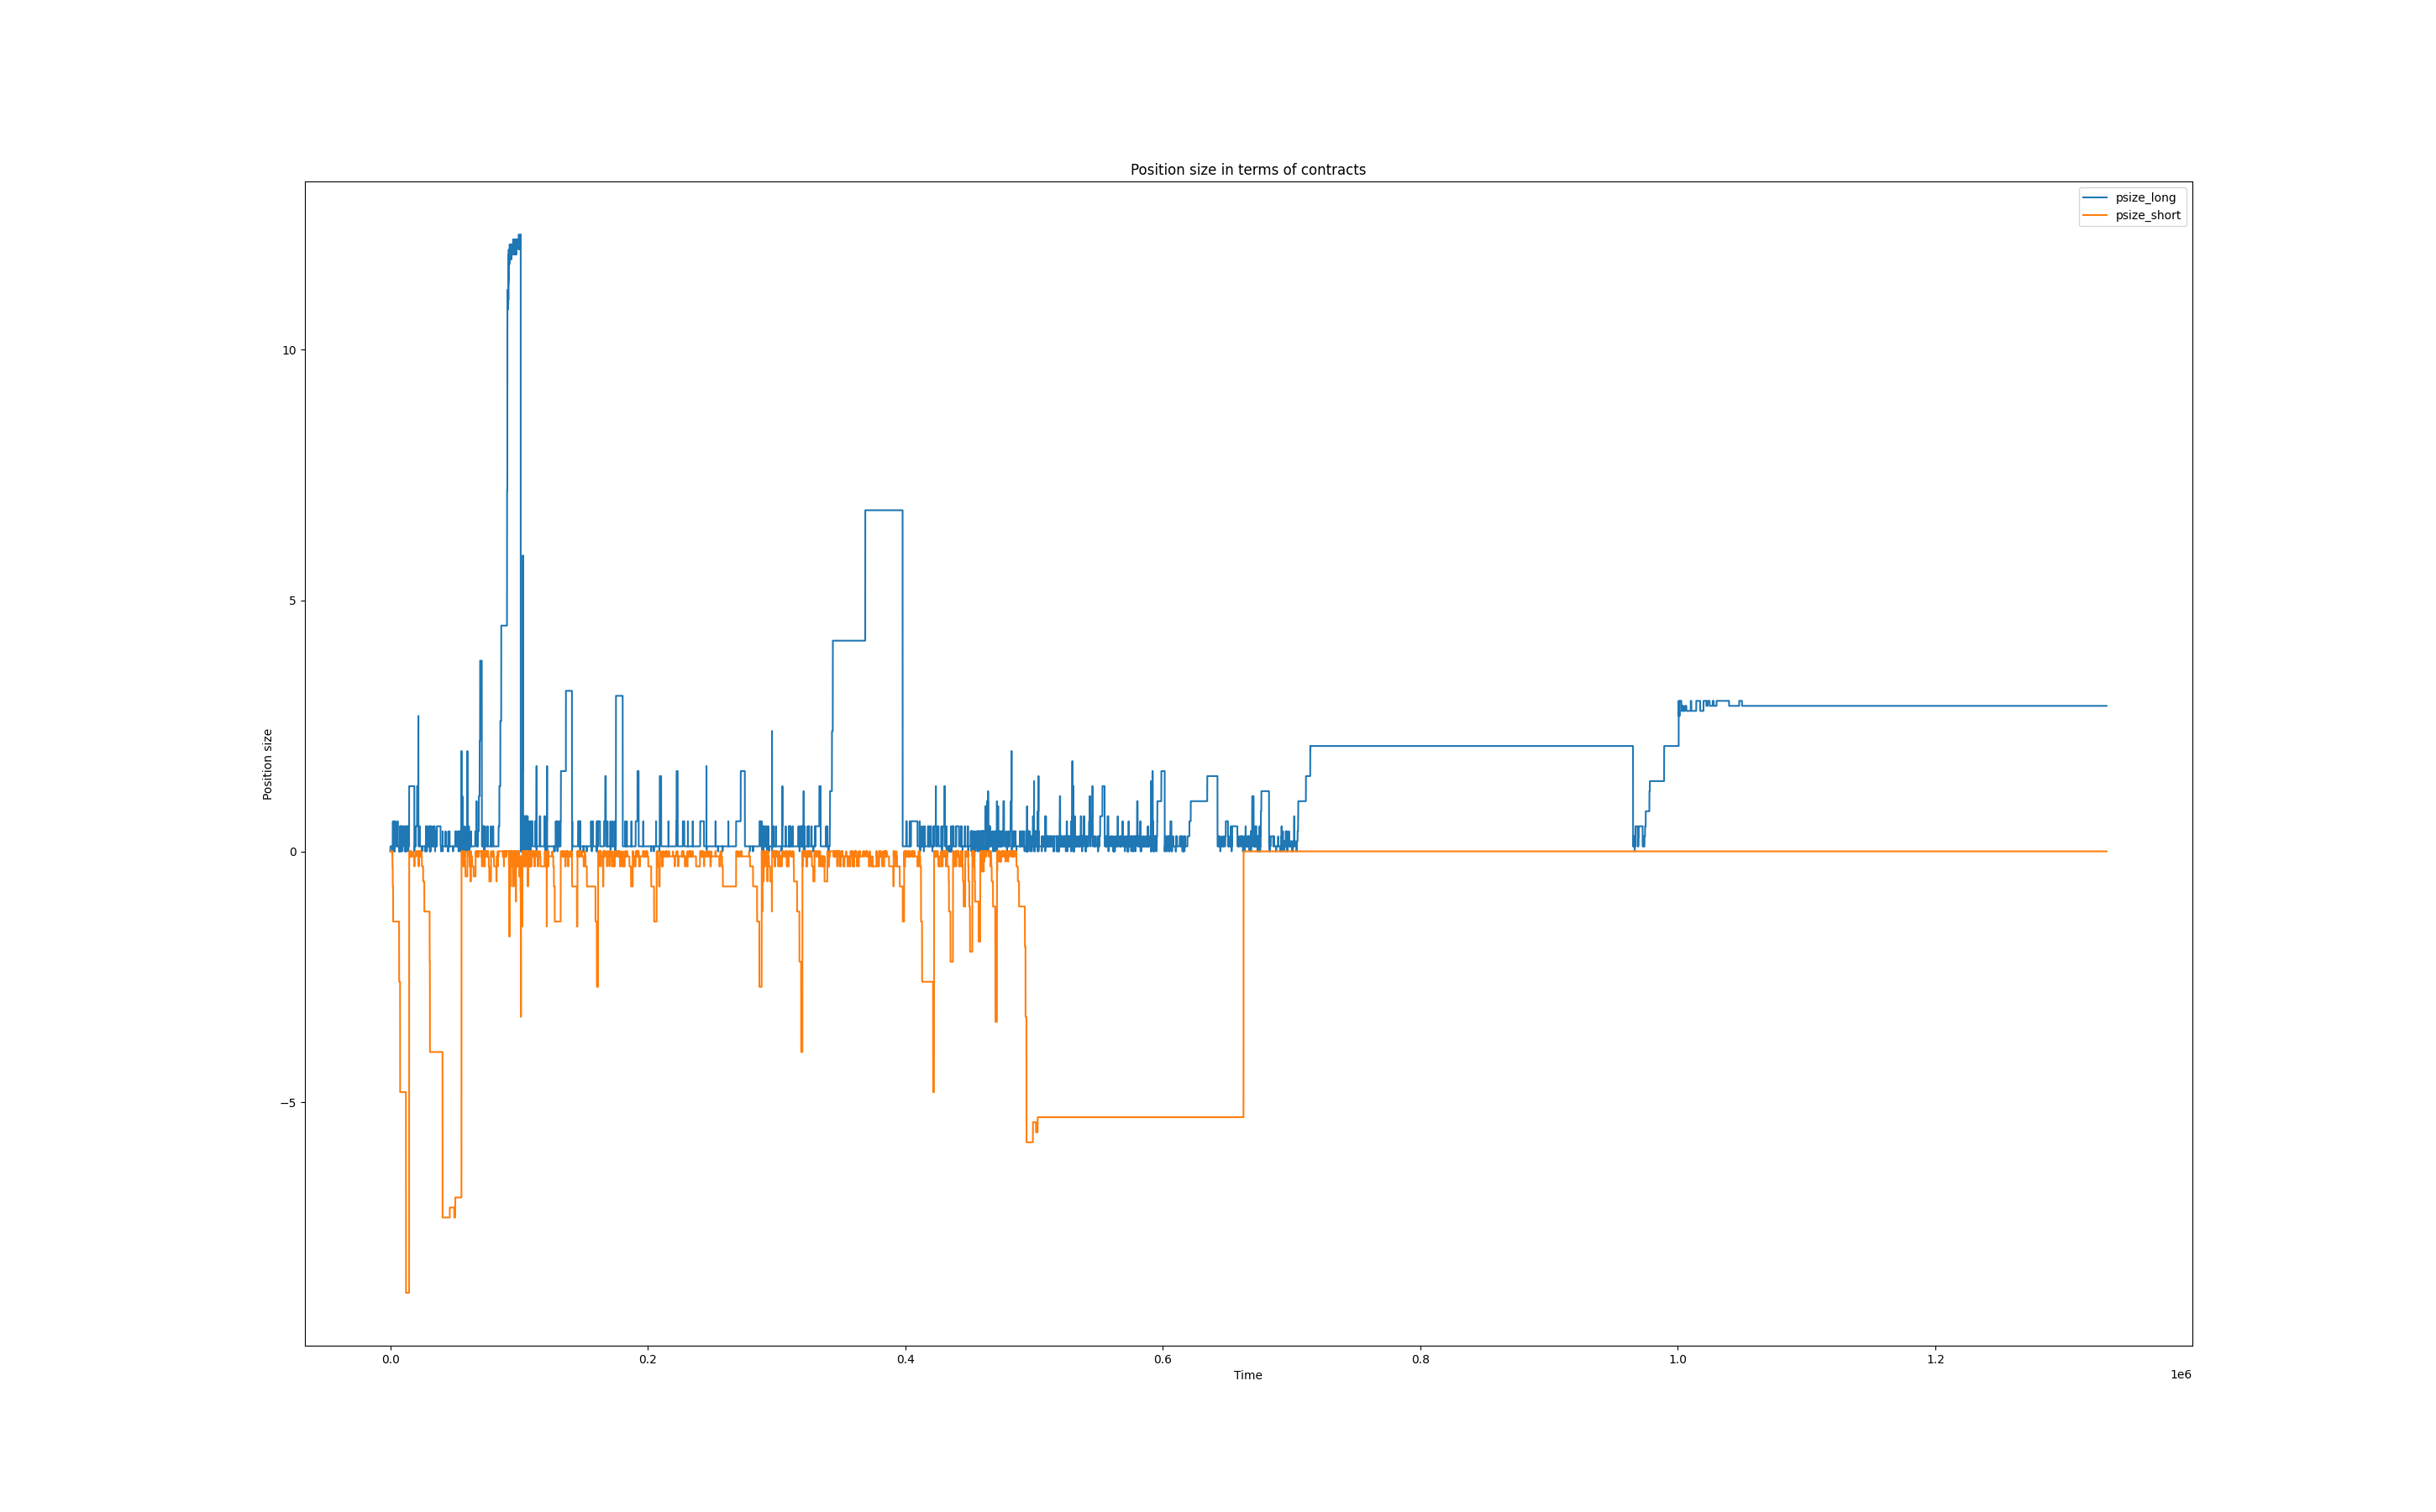 Position size in terms of contracts
psize_long
psize_short
Position size
10
5
0
−5
0.0
0.2
0.4
0.6
0.8
1.0
1.2
Time
1e6